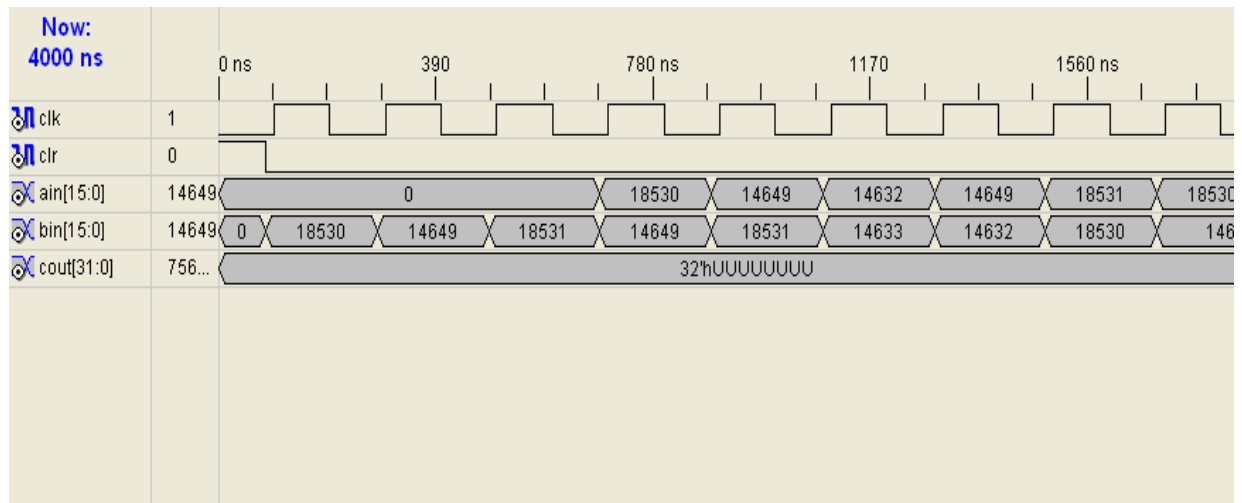 Now:
4000 ns
0 ns 390 780 ns 1170 1560 ns
clk 1
clr 0
ain[15:0] 14649 0 18530 14649 14632 14649 18531 18530
bin[15:0] 14649 0 18530 14649 18531 14649 18531 14633 14632 18530 146
cout[31:0] 756... 32'hUUUUUUUU